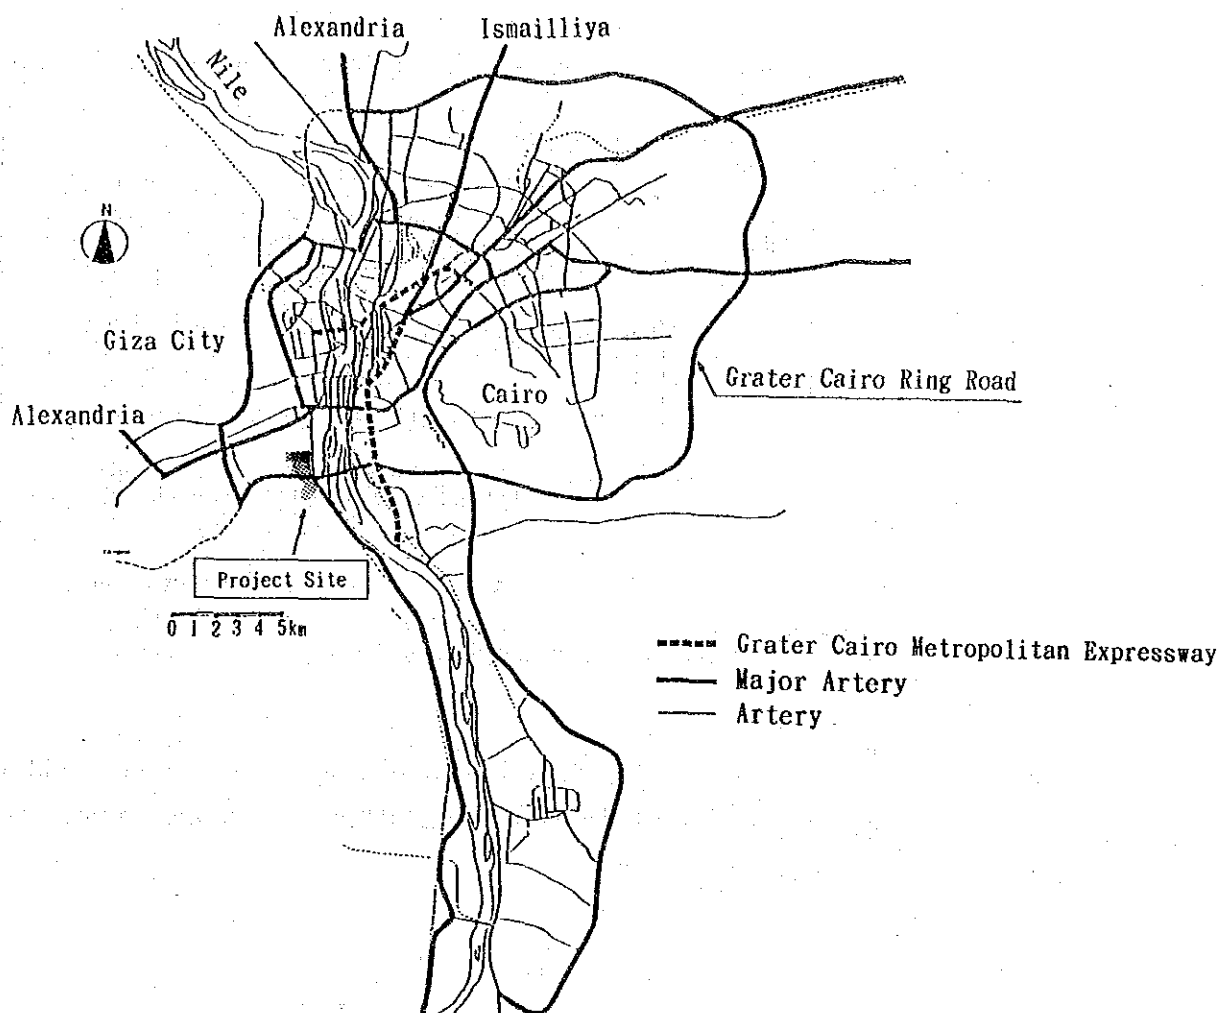 Alexandria
Ismailliya
Nile
N
Giza City
Cairo
Grater Cairo Ring Road
Alexandria
Project Site
0 1 2 3 4 5km
Grater Cairo Metropolitan Expressway
Major Artery
Artery